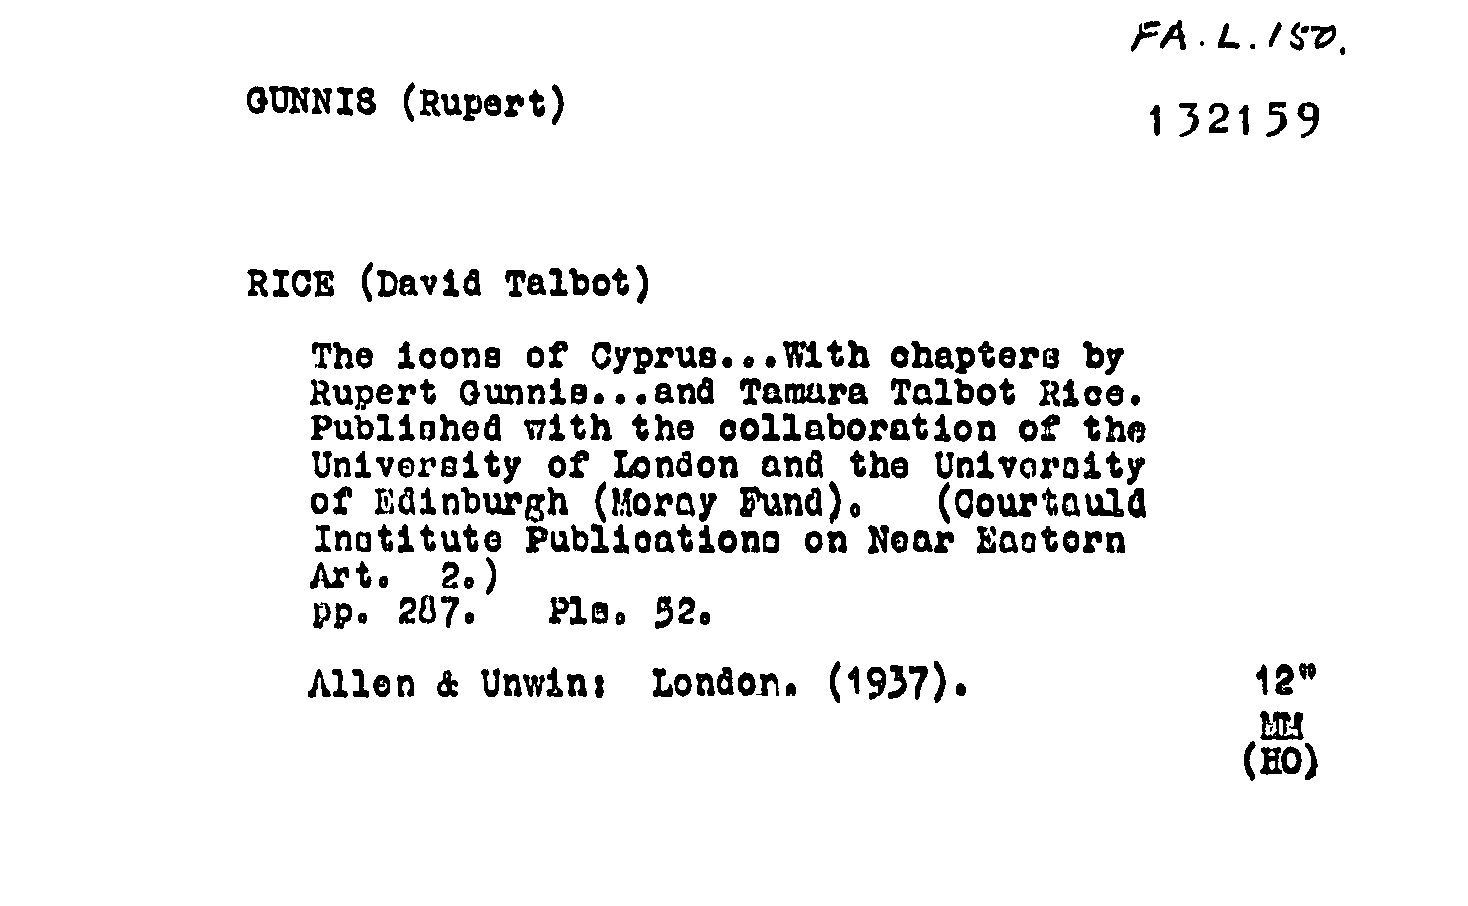 FA.L.150.
GUNNIS (Rupert)
132159
RICE (David Talbot)
The icons of Cyprus...With chapters by
Rupert Gunnis...and Tamara Talbot Rice.
Published with the collaboration of the
University of London and the University
of Edinburgh (Moray Fund). (Courtauld
Institute Publications on Near Eastern
Art. 2.)
pp. 287. Pls. 52.
Allen & Unwin: London. (1937). 12"
MM
(HO)